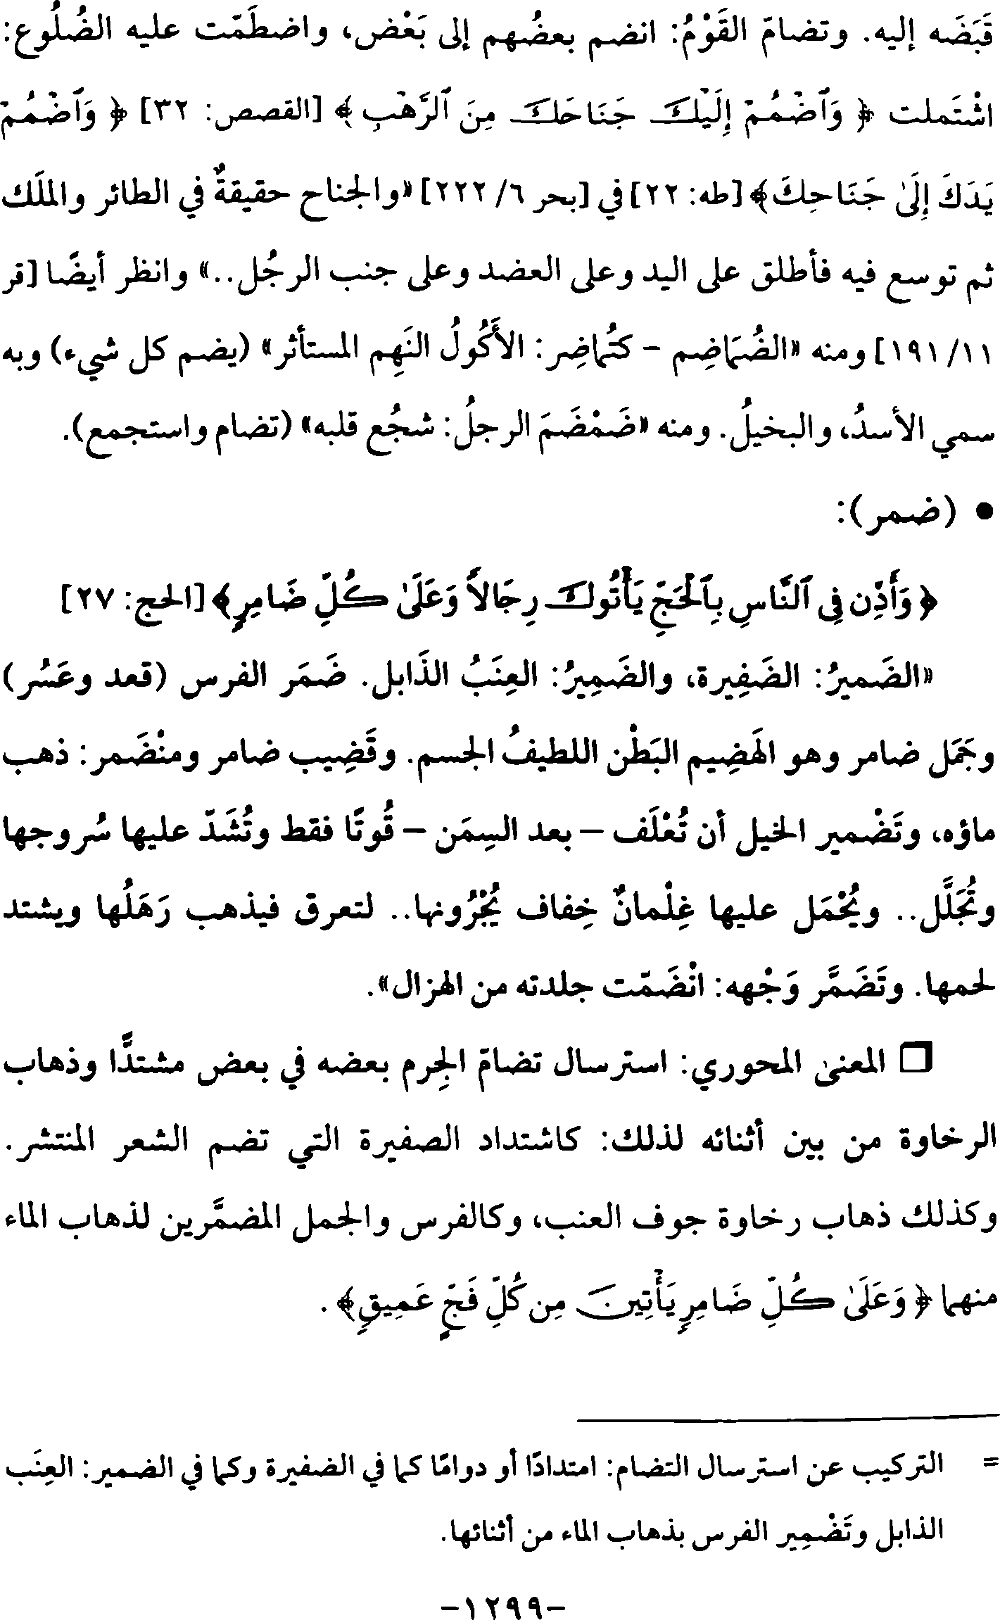 قَبَضَه إليه. وتضامّ القَوْمُ: انضم بعضُهم إلى بَعْض، واضطَمّت عليه الضُلُوع:
اشْتَملت ﴿ وَٱضْمُمْ إِلَيْكَ جَنَاحَكَ مِنَ ٱلرَّهْبِ ﴾ [القصص: ٣٢] ﴿ وَٱضْمُمْ
يَدَكَ إِلَىٰ جَنَاحِكَ﴾ [طه: ٢٢] في [بحر ٦/ ٢٢٢] «والجناح حقيقةٌ في الطائر والملَك
ثم توسع فيه فأطلق على اليد وعلى العضد وعلى جنب الرجُل..» وانظر أيضًا [قر
١١/ ١٩١] ومنه «الضُمَاضِم - كتُماضِر: الأَكُولُ النَهِم المستأثر» (يضم كل شيء) وبه
سمي الأسدُ، والبخيلُ. ومنه «ضَمْضَمَ الرجلُ: شجُع قلبه» (تضام واستجمع).
• (ضمر):
﴿ وَأَذِّن فِى ٱلنَّاسِ بِٱلْحَجِّ يَأْتُوكَ رِجَالاً وَعَلَىٰ كُلِّ ضَامِرٍ﴾ [الحج: ٢٧]
«الضَميرُ: الضَفِيرة، والضَمِيرُ: العِنَبُ الذَابل. ضَمَر الفرس (قعد وعَسُر)
وجَمَل ضامر وهو الهَضِيم البَطْن اللطيفُ الجسم. وقَضِيب ضامر ومنْضَمر: ذهب
ماؤه، وتَضْمير الخيل أن تُعْلَف – بعد السِمَن – قُوتًا فقط وتُشَدّ عليها سُروجها
وتُجَلَّل.. ويُحْمَل عليها غِلْمانٌ خِفاف يُجْرُونها.. لتعرق فيذهب رَهَلُها ويشتد
لحمها. وتَضَمَّر وَجْهه: انْضَمّت جلدته من الهزال».
□ المعنىٰ المحوري: استرسال تضامّ الجِرم بعضه في بعض مشتدًّا وذهاب
الرخاوة من بين أثنائه لذلك: كاشتداد الصفيرة التي تضم الشعر المنتشر.
وكذلك ذهاب رخاوة جوف العنب، وكالفرس والجمل المضمَّرين لذهاب الماء
منهما ﴿ وَعَلَىٰ كُلِّ ضَامِرٍ يَأْتِينَ مِن كُلِّ فَجٍّ عَمِيقٍ﴾ .
= التركيب عن استرسال التضام: امتدادًا أو دوامًا كما في الضفيرة وكما في الضمير: العِنَب
الذابل وتَضْمِير الفرس بذهاب الماء من أثنائها.
-١٢٩٩-